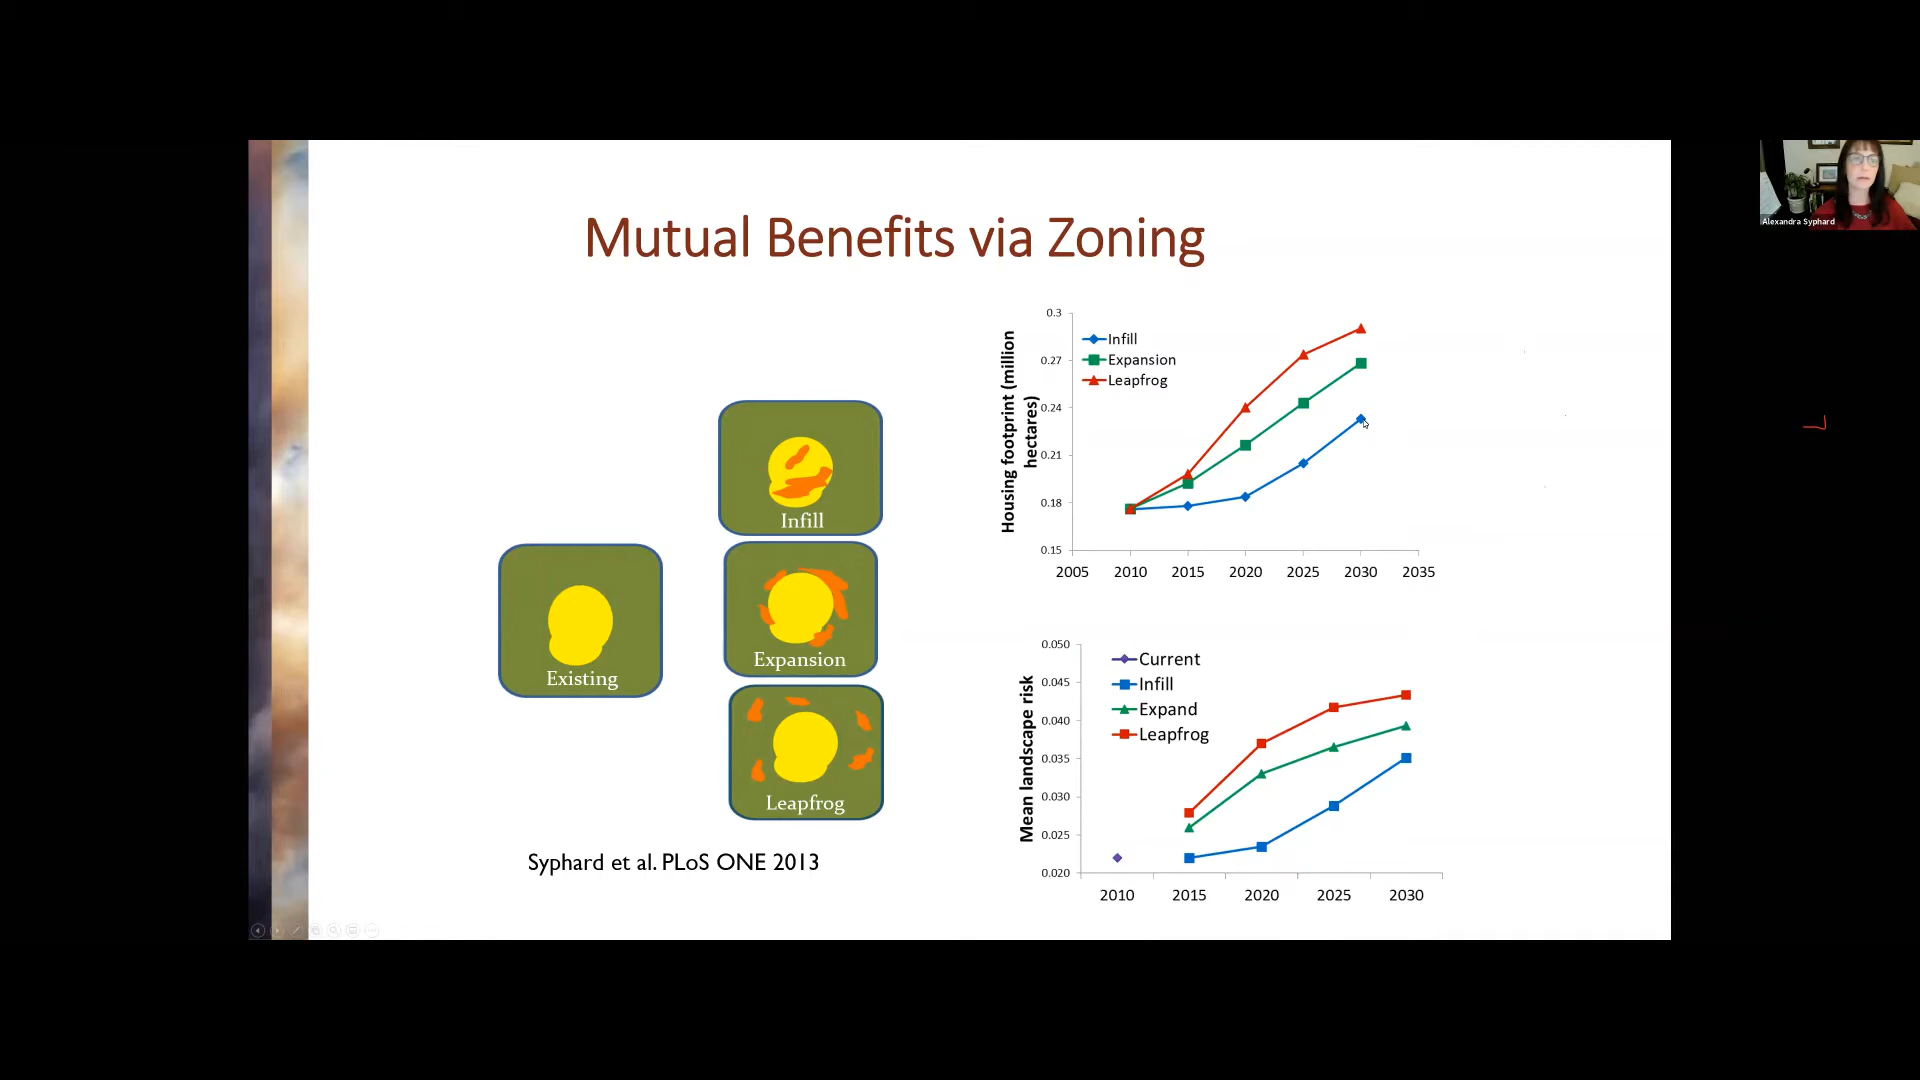 Mutual Benefits via Zoning
Alexandra Syphard
Existing
Infill
Expansion
Leapfrog
Syphard et al. PLoS ONE 2013
Housing footprint (million
hectares)
0.3
0.27
0.24
0.21
0.18
0.15
Infill
Expansion
Leapfrog
2005 2010 2015 2020 2025 2030 2035
Mean landscape risk
0.050
0.045
0.040
0.035
0.030
0.025
0.020
Current
Infill
Expand
Leapfrog
2010 2015 2020 2025 2030